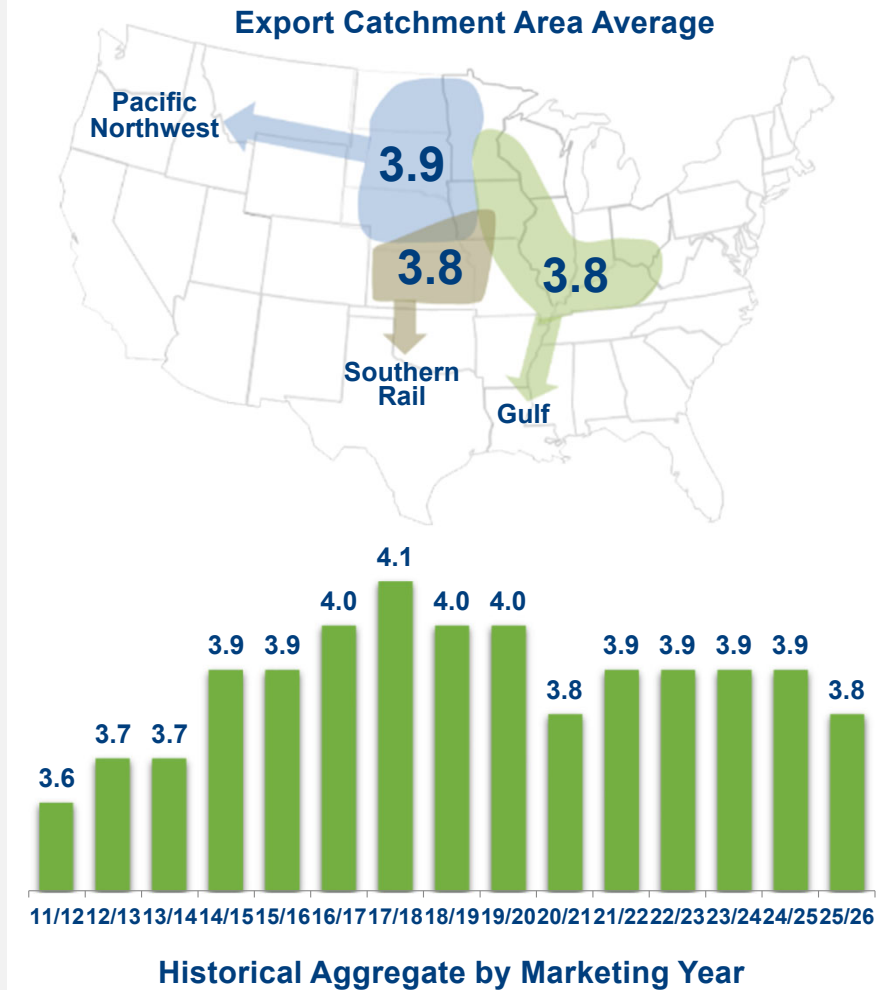 Export Catchment Area Average
Pacific
Northwest
3.9
3.8
3.8
Southern
Rail
Gulf
4.1
4.0
4.0
4.0
3.9
3.9
3.9
3.9
3.9
3.9
3.8
3.8
3.7
3.7
3.6
11/12 12/13 13/14 14/15 15/16 16/17 17/18 18/19 19/20 20/21 21/22 22/23 23/24 24/25 25/26
Historical Aggregate by Marketing Year